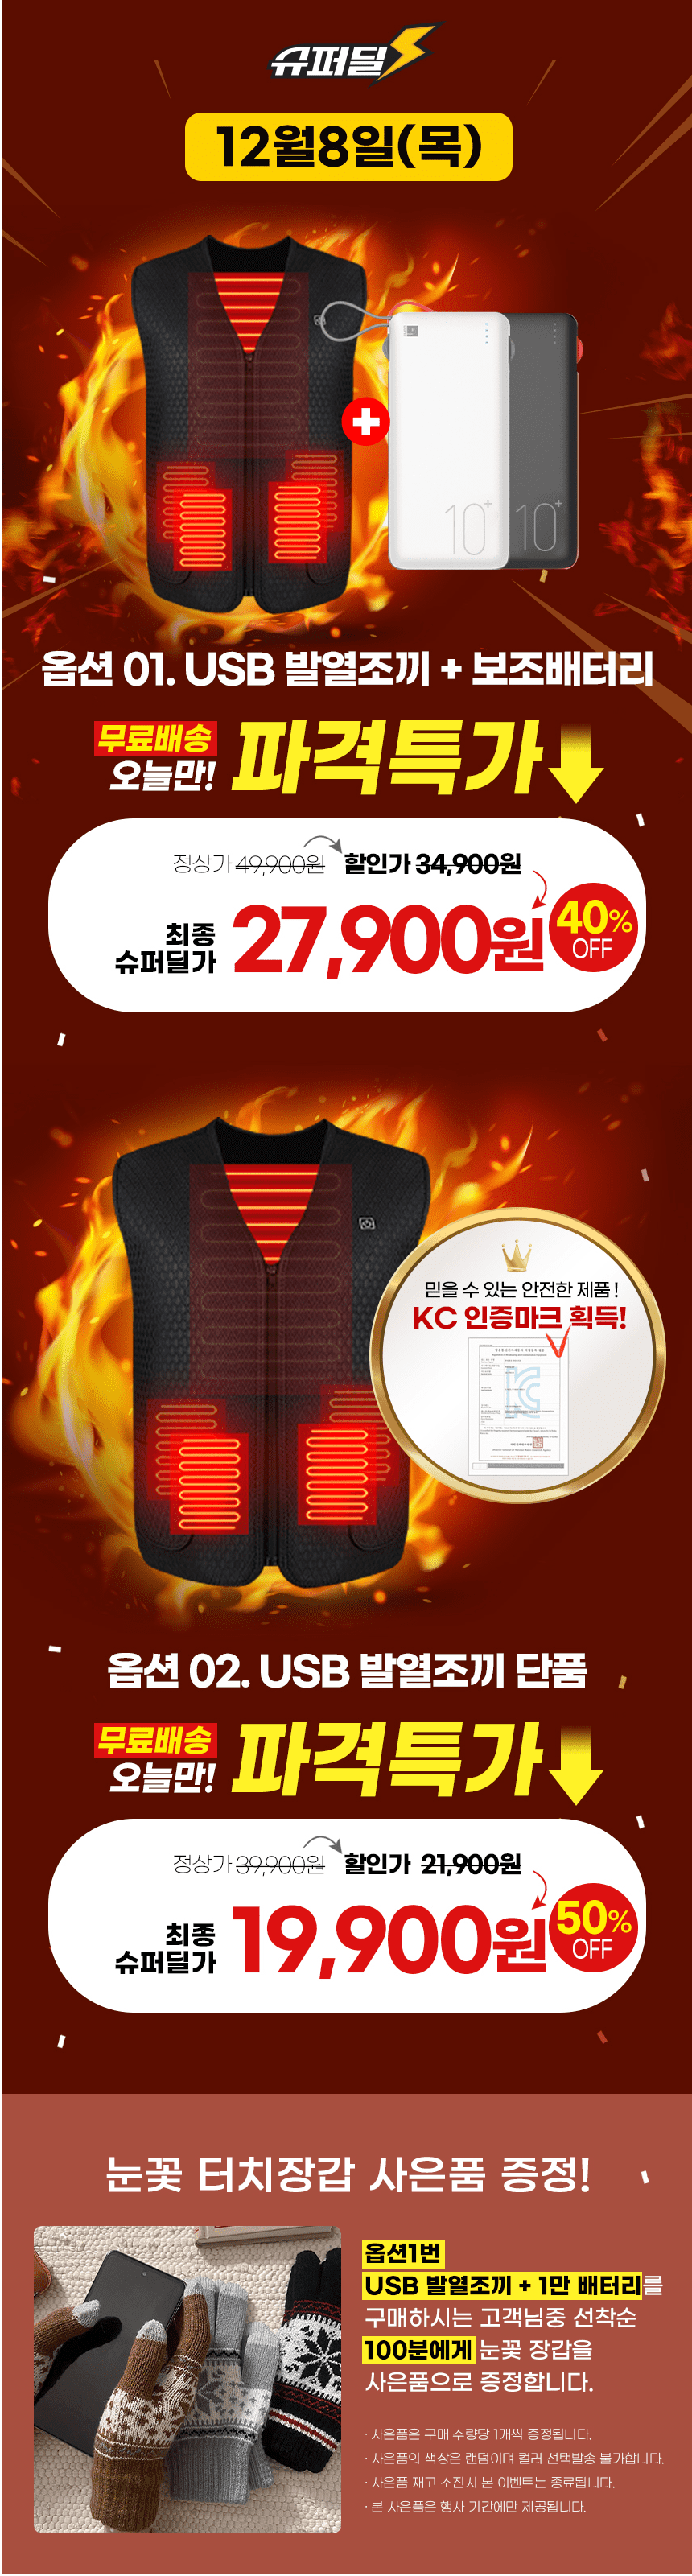 슈퍼딜
12월8일(목)
10+
10+
옵션 01. USB 발열조끼 + 보조배터리
무료배송
오늘만!
파격특가
정상가 49,900원 할인가 34,900원
최종
슈퍼딜가
27,900원
40%
OFF
믿을 수 있는 안전한 제품 !
KC 인증마크 획득!
옵션 02. USB 발열조끼 단품
무료배송
오늘만!
파격특가
정상가 39,900원 할인가 21,900원
최종
슈퍼딜가
19,900원
50%
OFF
눈꽃 터치장갑 사은품 증정!
옵션1번
USB 발열조끼 + 1만 배터리를
구매하시는 고객님중 선착순
100분에게 눈꽃 장갑을
사은품으로 증정합니다.
· 사은품은 구매 수량당 1개씩 증정됩니다.
· 사은품의 색상은 랜덤이며 컬러 선택발송 불가합니다.
· 사은품 재고 소진시 본 이벤트는 종료됩니다.
· 본 사은품은 행사 기간에만 제공됩니다.